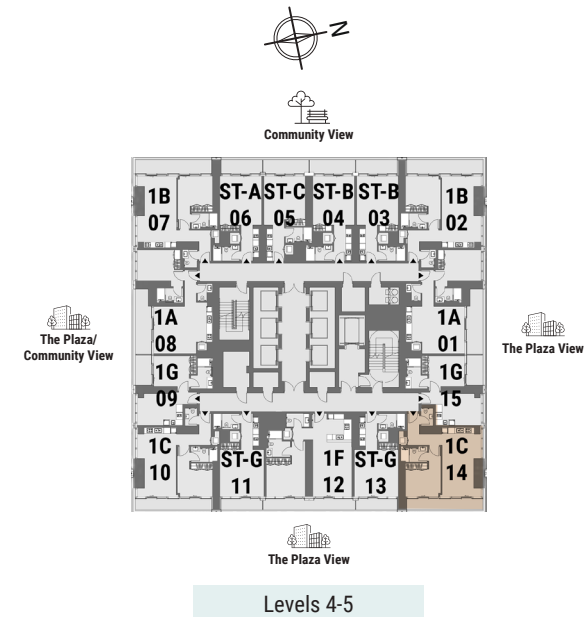 N
Community View
1B
07
ST-A
06
ST-C
05
ST-B
04
ST-B
03
1B
02
1A
08
The Plaza/
Community View
1A
01
The Plaza View
1G
09
1G
15
1C
10
ST-G
11
1F
12
ST-G
13
1C
14
The Plaza View
Levels 4-5